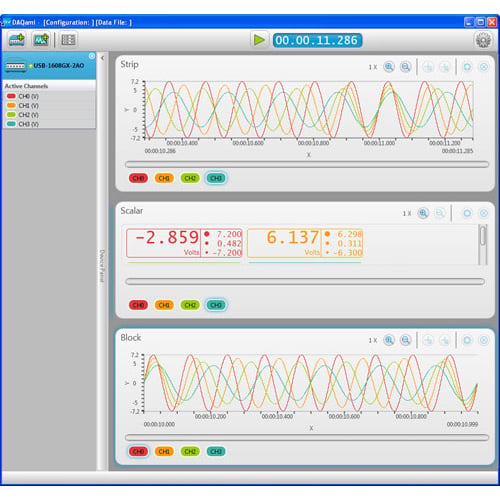 DAQami - [Configuration: ] [Data File: ]
00.00.11.286
USB-1608GX-2AO
Active Channels
CH0 (V)
CH1 (V)
CH2 (V)
CH3 (V)
Device Panel
Strip
1 X
7.2
5
Y
0
-5
-7.2
00:00:10.400
00:00:10.600
00:00:10.800
00:00:11.000
00:00:11.200
00:00:10.286
X
00:00:11.285
CH0 CH1 CH2 CH3
Scalar
1 X
-2.859 7.200
0.482
Volts -7.200
6.137 6.298
0.311
Volts -6.300
CH0 CH1 CH2 CH3
Block
1 X
7.2
5
Y
0
-5
-7.2
00:00:10.200
00:00:10.400
00:00:10.600
00:00:10.800
00:00:10.000
X
00:00:10.999
CH0 CH1 CH2 CH3